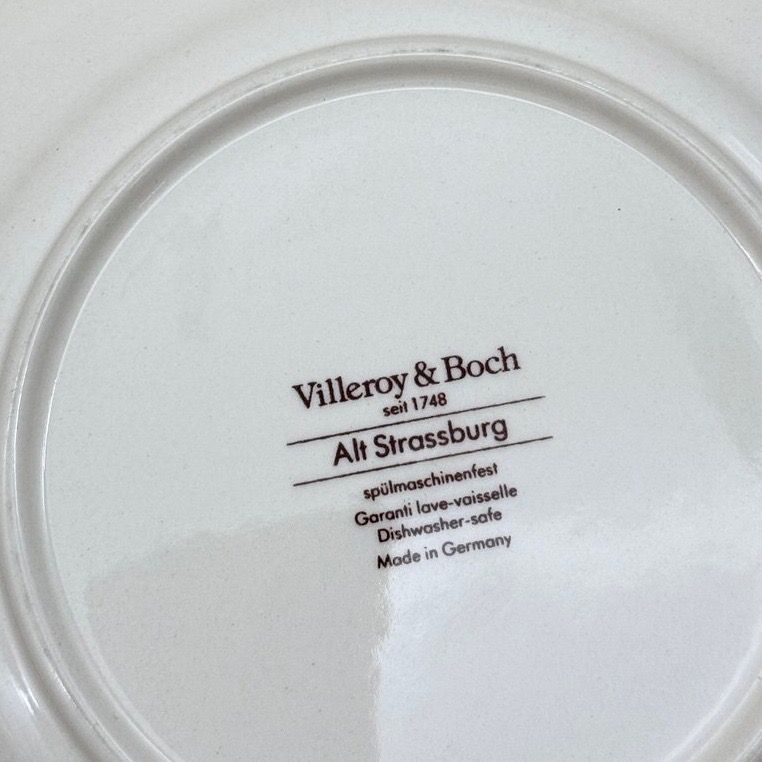 Villeroy & Boch
seit 1748
Alt Strassburg
spülmaschinenfest
Garanti lave-vaisselle
Dishwasher-safe
Made in Germany